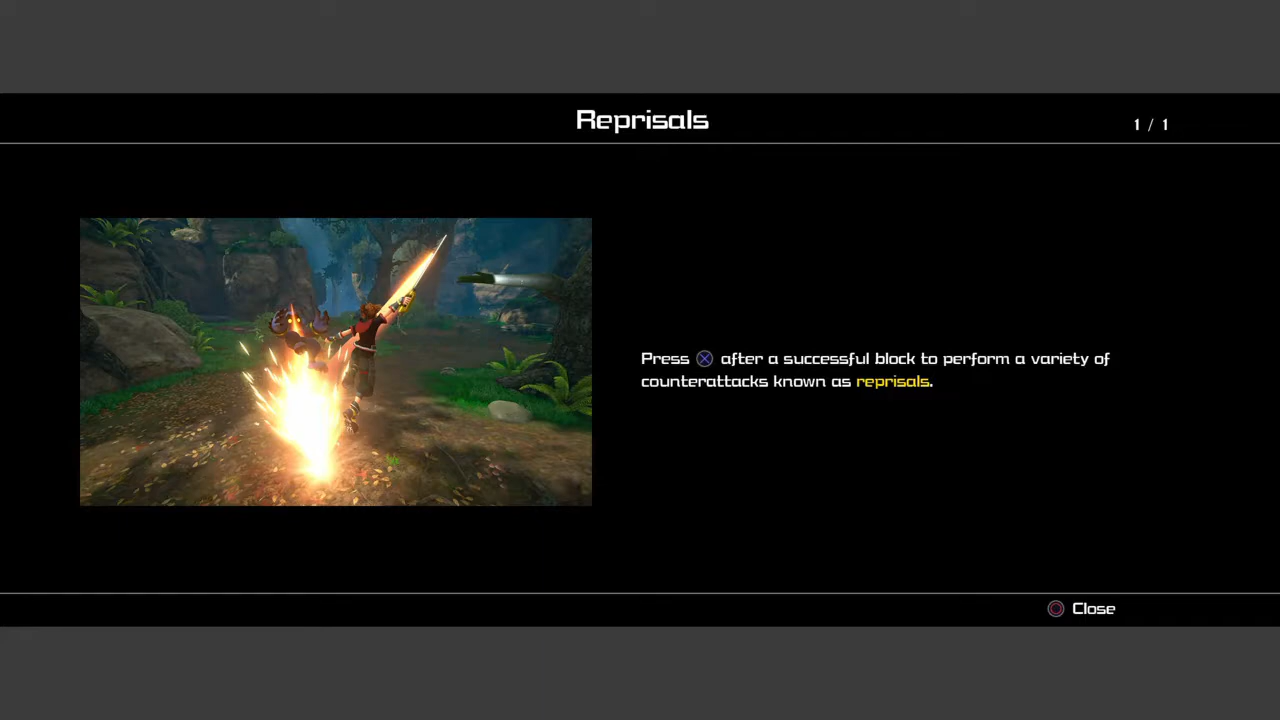 Reprisals
1 / 1
Press ⓧ after a successful block to perform a variety of
counterattacks known as reprisals.
Close